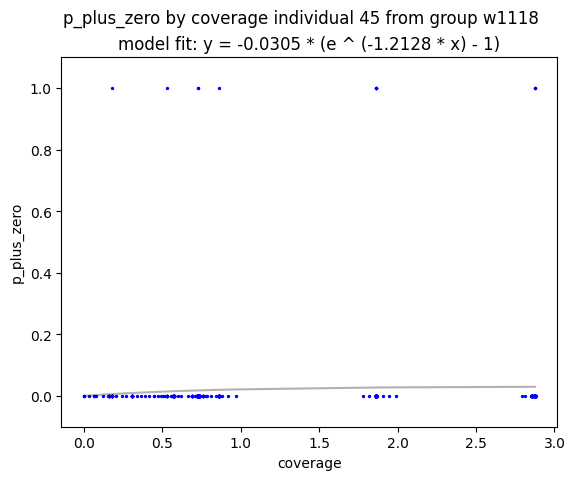 p_plus_zero by coverage individual 45 from group w1118
model fit: y = -0.0305 * (e ^ (-1.2128 * x) - 1)
1.0
0.8
0.6
0.4
0.2
0.0
p_plus_zero
0.0 0.5 1.0 1.5 2.0 2.5 3.0
coverage